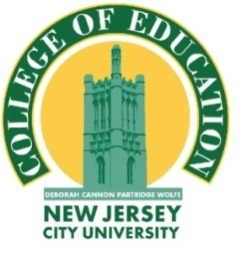 COLLEGE OF EDUCATION
DEBORAH CANNON PARTRIDGE WOLFE
NEW JERSEY
CITY UNIVERSITY